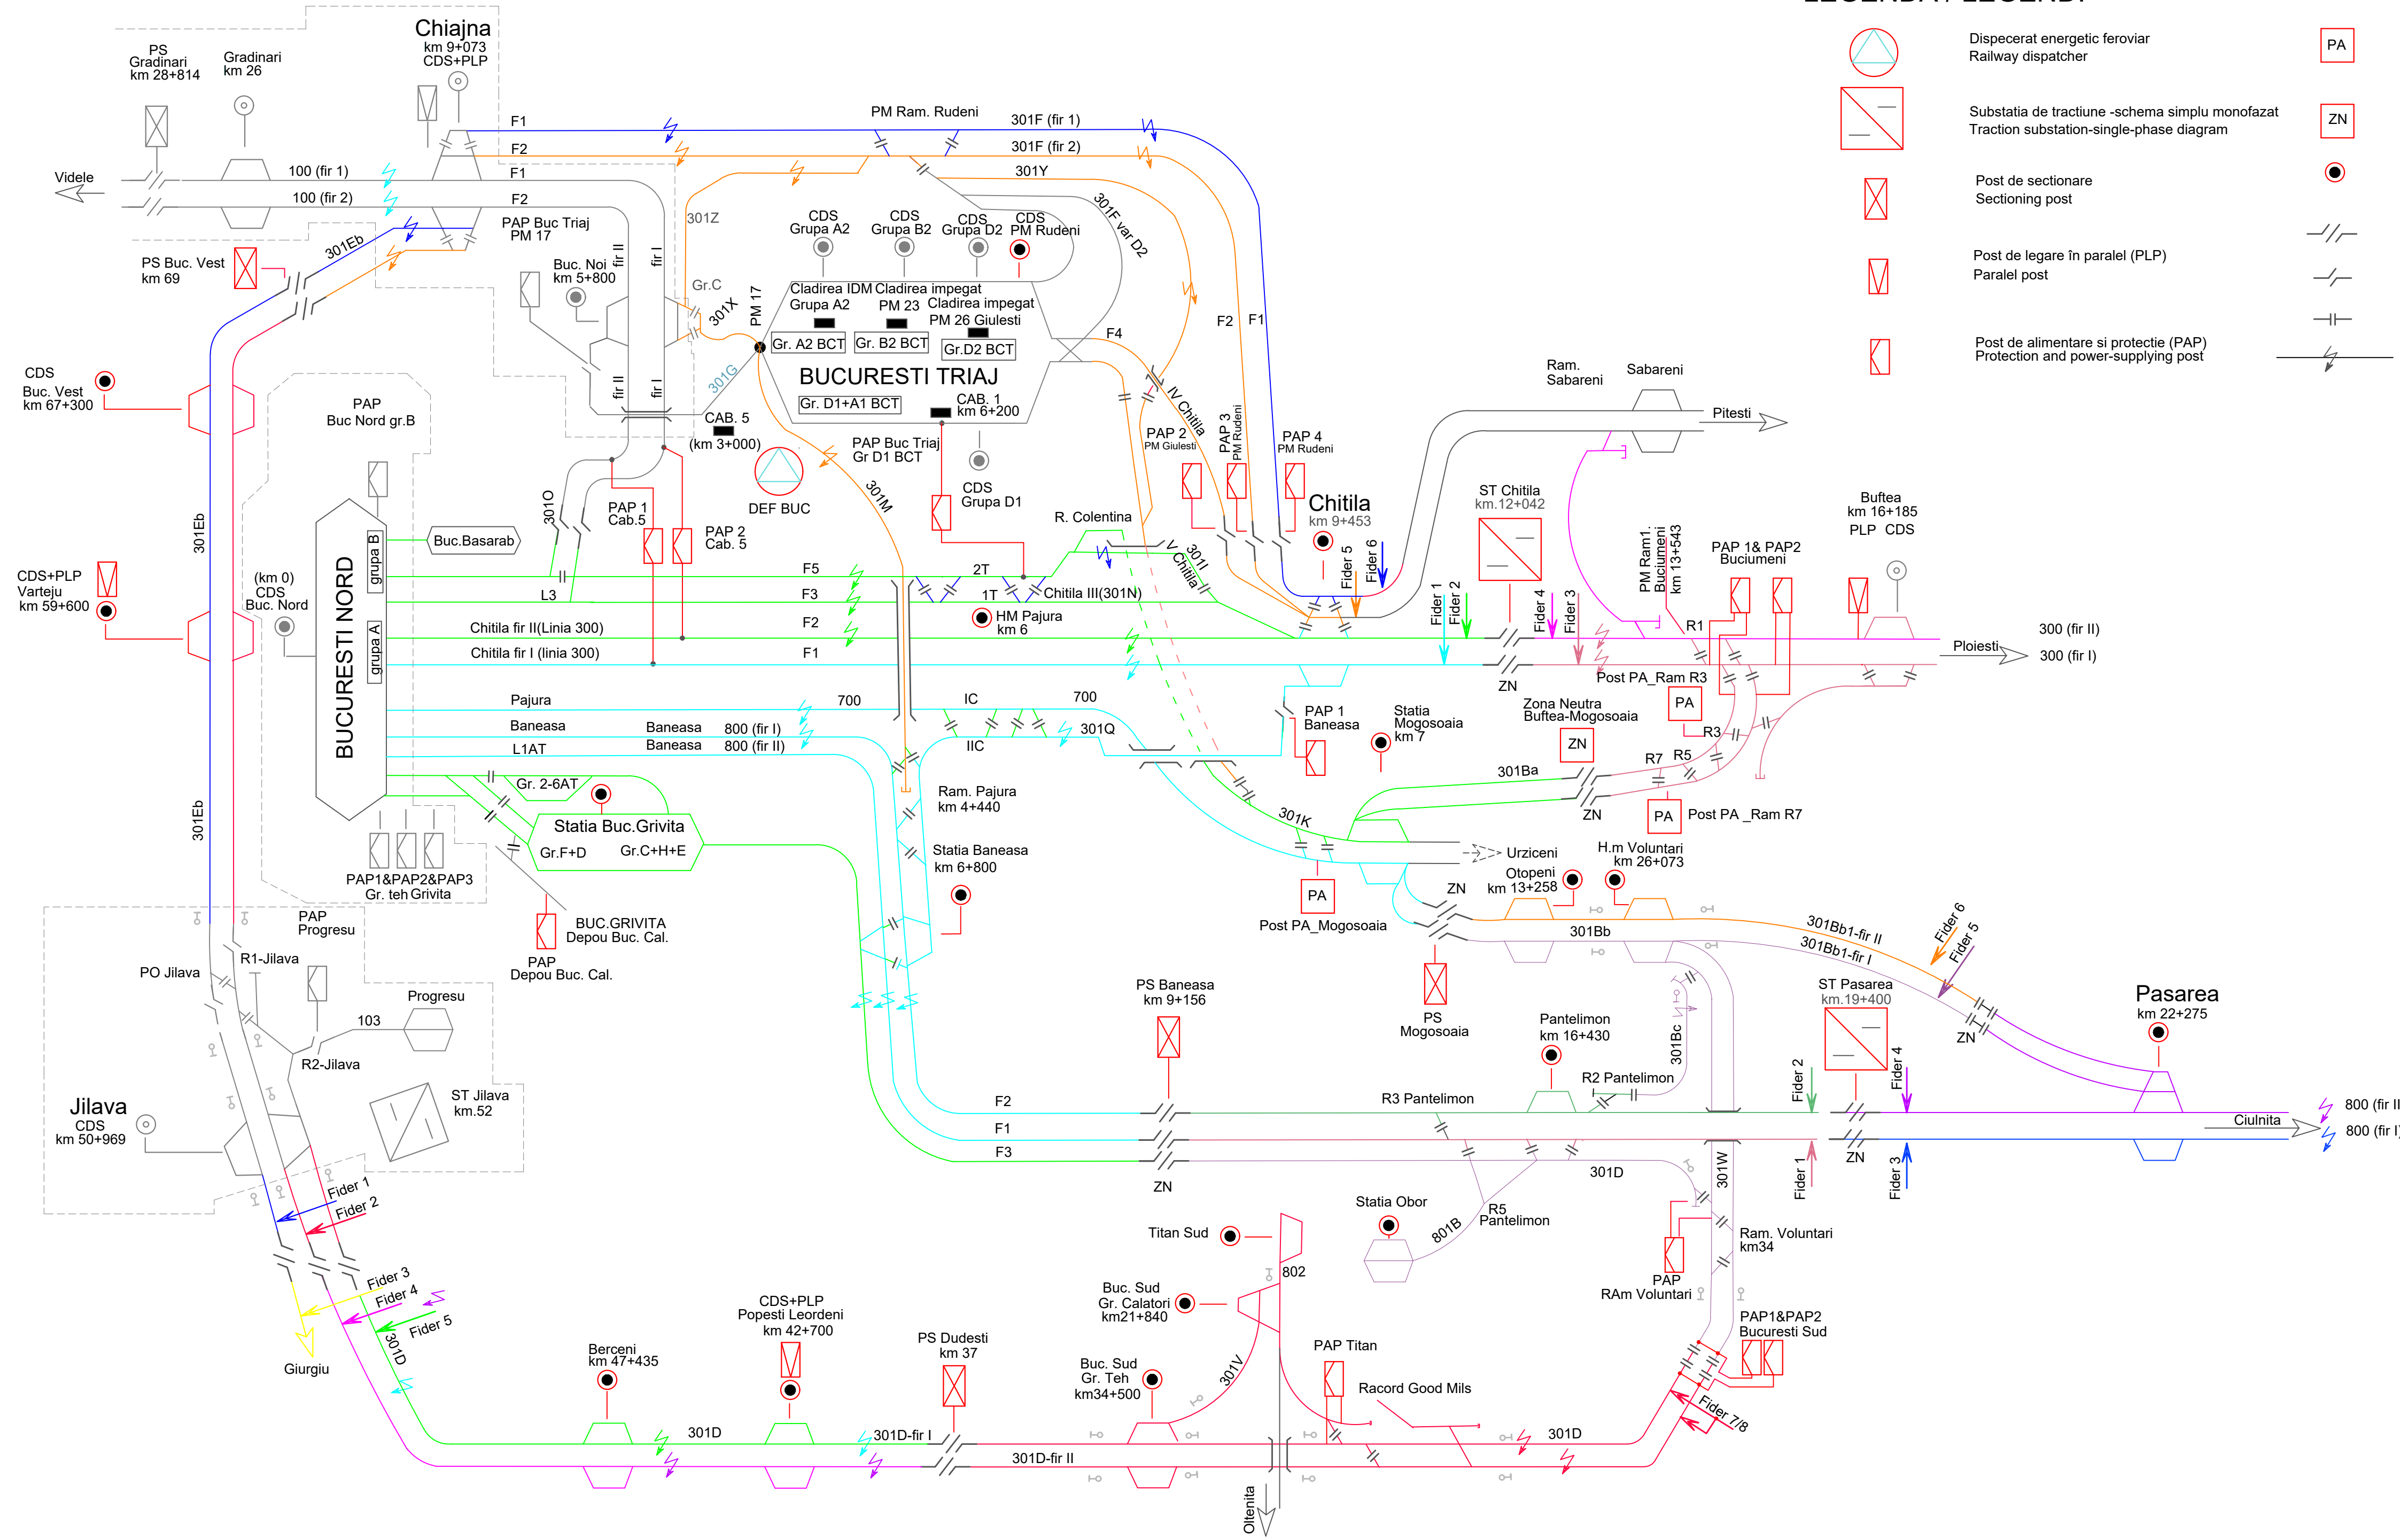 LEGENDA / LEGEND:
Dispecerat energetic feroviar
Railway dispatcher
PA
Substatia de tractiune -schema simplu monofazat
Traction substation-single-phase diagram
ZN
Post de sectionare
Sectioning post
Post de legare în paralel (PLP)
Paralel post
Post de alimentare si protectie (PAP)
Protection and power-supplying post
PS
Gradinari
km 28+814
Gradinari
km 26
Chiajna
km 9+073
CDS+PLP
Videle
100 (fir 1)
100 (fir 2)
F1
F2
F1
F2
PM Ram. Rudeni
301F (fir 1)
301F (fir 2)
301Y
301F var D2
301Z
301Eb
PS Buc. Vest
km 69
PAP Buc Triaj
PM 17
Buc. Noi
km 5+800
fir II
fir I
fir II
fir I
Gr.C
301X
PM 17
301G
CDS
Grupa A2
CDS
Grupa B2
CDS
Grupa D2
CDS
PM Rudeni
Cladirea IDM
Grupa A2
Cladirea impegat
PM 23
Cladirea impegat
PM 26 Giulesti
Gr. A2 BCT
Gr. B2 BCT
Gr.D2 BCT
BUCURESTI TRIAJ
Gr. D1+A1 BCT
CAB. 1
km 6+200
CAB. 5
(km 3+000)
PAP Buc Triaj
Gr D1 BCT
CDS
Grupa D1
DEF BUC
301M
F4
F2
F1
IV Chitila
PAP 2
PM Giulesti
PAP 3
PM Rudeni
PAP 4
PM Rudeni
Chitila
km 9+453
Fider 5
Fider 6
ST Chitila
km.12+042
Ram.
Sabareni
Sabareni
Pitesti
CDS
Buc. Vest
km 67+300
PAP
Buc Nord gr.B
301Eb
CDS+PLP
Varteju
km 59+600
(km 0)
CDS
Buc. Nord
BUCURESTI NORD
grupa B
grupa A
Buc.Basarab
301O
PAP 1
Cab.5
PAP 2
Cab. 5
L3
F5
F3
F2
F1
2T
1T
Chitila III(301N)
HM Pajura
km 6
R. Colentina
V Chitila
301I
Chitila fir II(Linia 300)
Chitila fir I (linia 300)
Fider 1
Fider 2
Fider 4
Fider 3
ZN
PM Ram1.
Buciumeni
km 13+543
PAP 1& PAP2
Buciumeni
Buftea
km 16+185
PLP CDS
R1
300 (fir II)
Ploiesti
300 (fir I)
Pajura
700
IC
700
Baneasa
Baneasa
800 (fir I)
IIC
301Q
L1AT
Baneasa
800 (fir II)
Gr. 2-6AT
Statia Buc.Grivita
Gr.F+D
Gr.C+H+E
Ram. Pajura
km 4+440
Statia Baneasa
km 6+800
PAP 1
Baneasa
Statia
Mogosoaia
km 7
Zona Neutra
Buftea-Mogosoaia
ZN
Post PA_Ram R3
PA
R3
R5
R7
301Ba
ZN
PA
Post PA _Ram R7
301K
Urziceni
PA
Post PA_Mogosoaia
PAP1&PAP2&PAP3
Gr. teh Grivita
BUC.GRIVITA
Depou Buc. Cal.
PAP
Depou Buc. Cal.
301Eb
PAP
Progresu
PO Jilava
R1-Jilava
Progresu
103
R2-Jilava
ST Jilava
km.52
Jilava
CDS
km 50+969
Fider 1
Fider 2
Fider 3
Fider 4
Fider 5
301D
Giurgiu
Otopeni
km 13+258
H.m Voluntari
km 26+073
ZN
301Bb
301Bb1-fir II
301Bb1-fir I
Fider 6
Fider 5
PS
Mogosoaia
PS Baneasa
km 9+156
Pantelimon
km 16+430
301Bc
ST Pasarea
km.19+400
ZN
Pasarea
km 22+275
R2 Pantelimon
R3 Pantelimon
Fider 2
Fider 4
F2
F1
F3
ZN
Fider 1
Fider 3
ZN
800 (fir II
Ciulnita
800 (fir I)
301D
301W
Statia Obor
R5
Pantelimon
801B
Ram. Voluntari
km34
PAP
RAm Voluntari
Titan Sud
802
Buc. Sud
Gr. Calatori
km21+840
Buc. Sud
Gr. Teh
km34+500
301V
PAP Titan
Racord Good Mils
PAP1&PAP2
Bucuresti Sud
Fider 7/8
Berceni
km 47+435
CDS+PLP
Popesti Leordeni
km 42+700
PS Dudesti
km 37
301D
301D-fir I
301D-fir II
301D
Oltenita